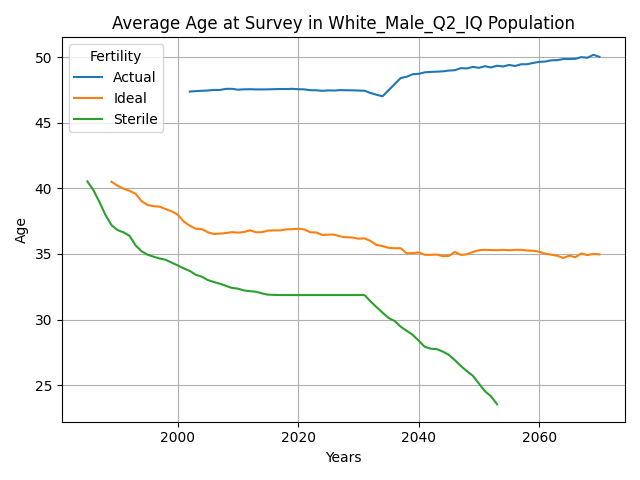 Average Age at Survey in White_Male_Q2_IQ Population
Fertility
Actual
Ideal
Sterile
Age
50
45
40
35
30
25
2000 2020 2040 2060
Years